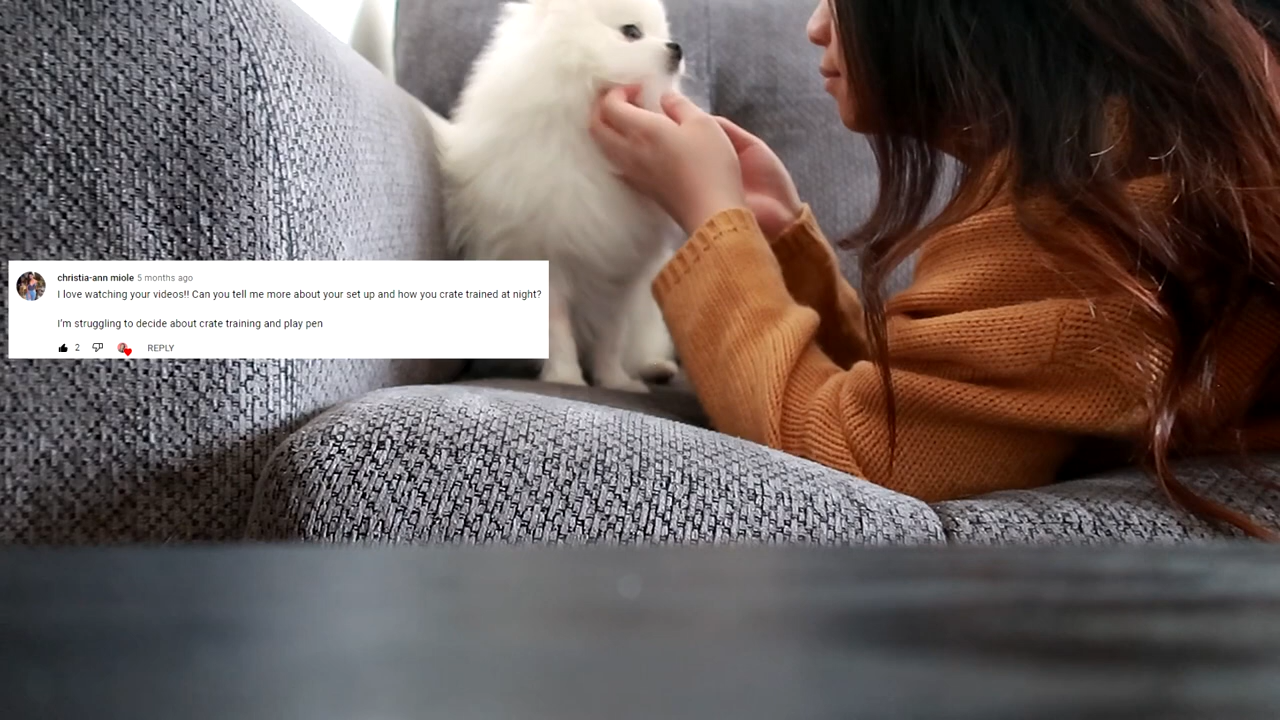 christia-ann miole 5 months ago
I love watching your videos!! Can you tell me more about your set up and how you crate trained at night?
I'm struggling to decide about crate training and play pen
2 REPLY